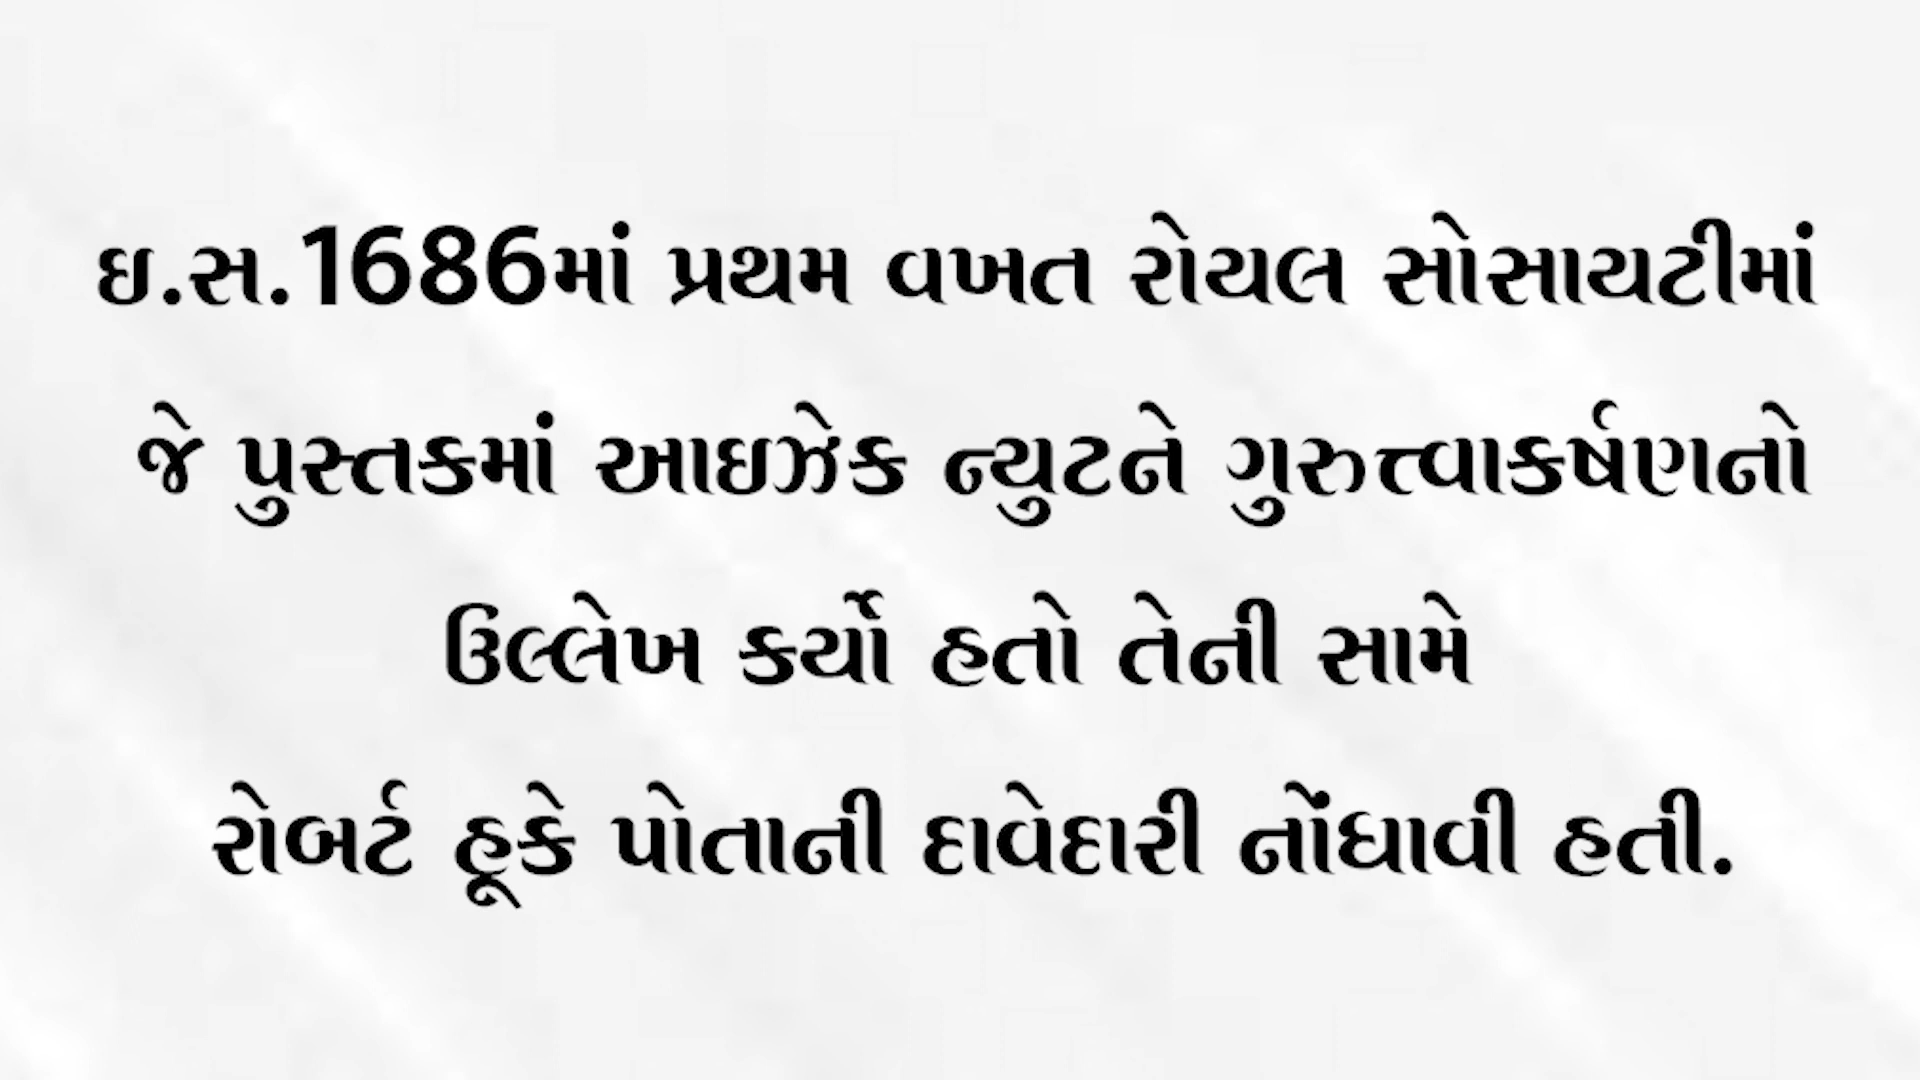 ઇ.સ.1686માં પ્રથમ વખત રોયલ સોસાયટીમાં
જે પુસ્તકમાં આઇઝેક ન્યુટને ગુરુત્ત્વાકર્ષણનો
ઉલ્લેખ કર્યો હતો તેની સામે
રોબર્ટ હૂકે પોતાની દાવેદારી નોંધાવી હતી.